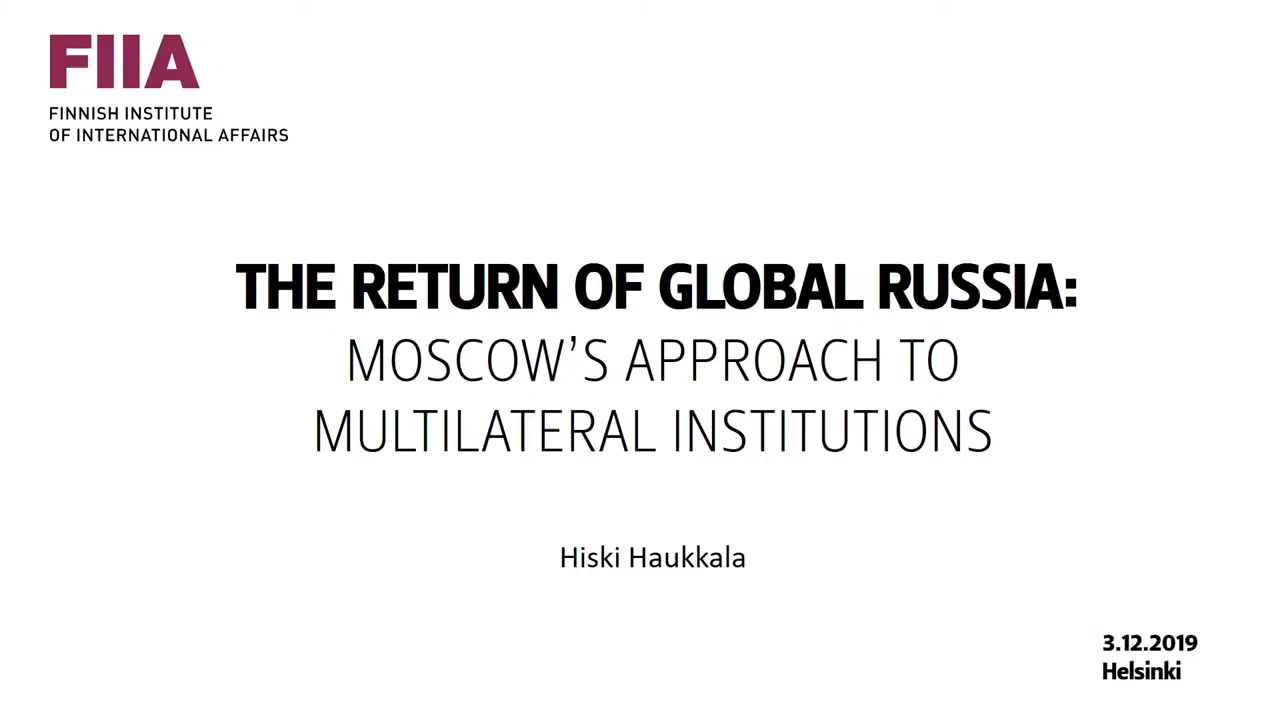 FIIA
FINNISH INSTITUTE
OF INTERNATIONAL AFFAIRS
THE RETURN OF GLOBAL RUSSIA:
MOSCOW'S APPROACH TO
MULTILATERAL INSTITUTIONS
Hiski Haukkala
3.12.2019
Helsinki